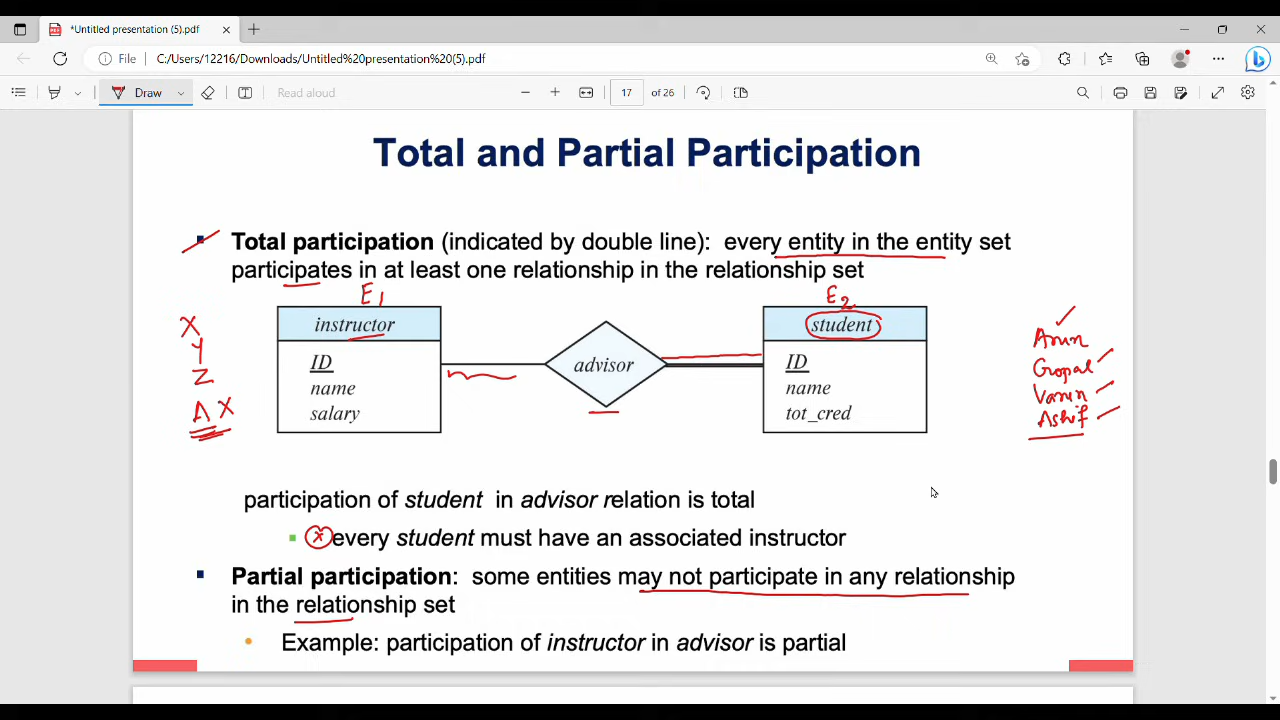 *Untitled presentation (5).pdf
File C:/Users/12216/Downloads/Untitled%20presentation%20(5).pdf
Draw Read aloud 17 of 26
Total and Partial Participation
Total participation (indicated by double line): every entity in the entity set
participates in at least one relationship in the relationship set
E1 E2
instructor
ID
name
salary
advisor
student
ID
name
tot_cred
X
Y
Z
A X
Arun
Gopal
Varun
Ashif
participation of student in advisor relation is total
x every student must have an associated instructor
Partial participation: some entities may not participate in any relationship
in the relationship set
Example: participation of instructor in advisor is partial